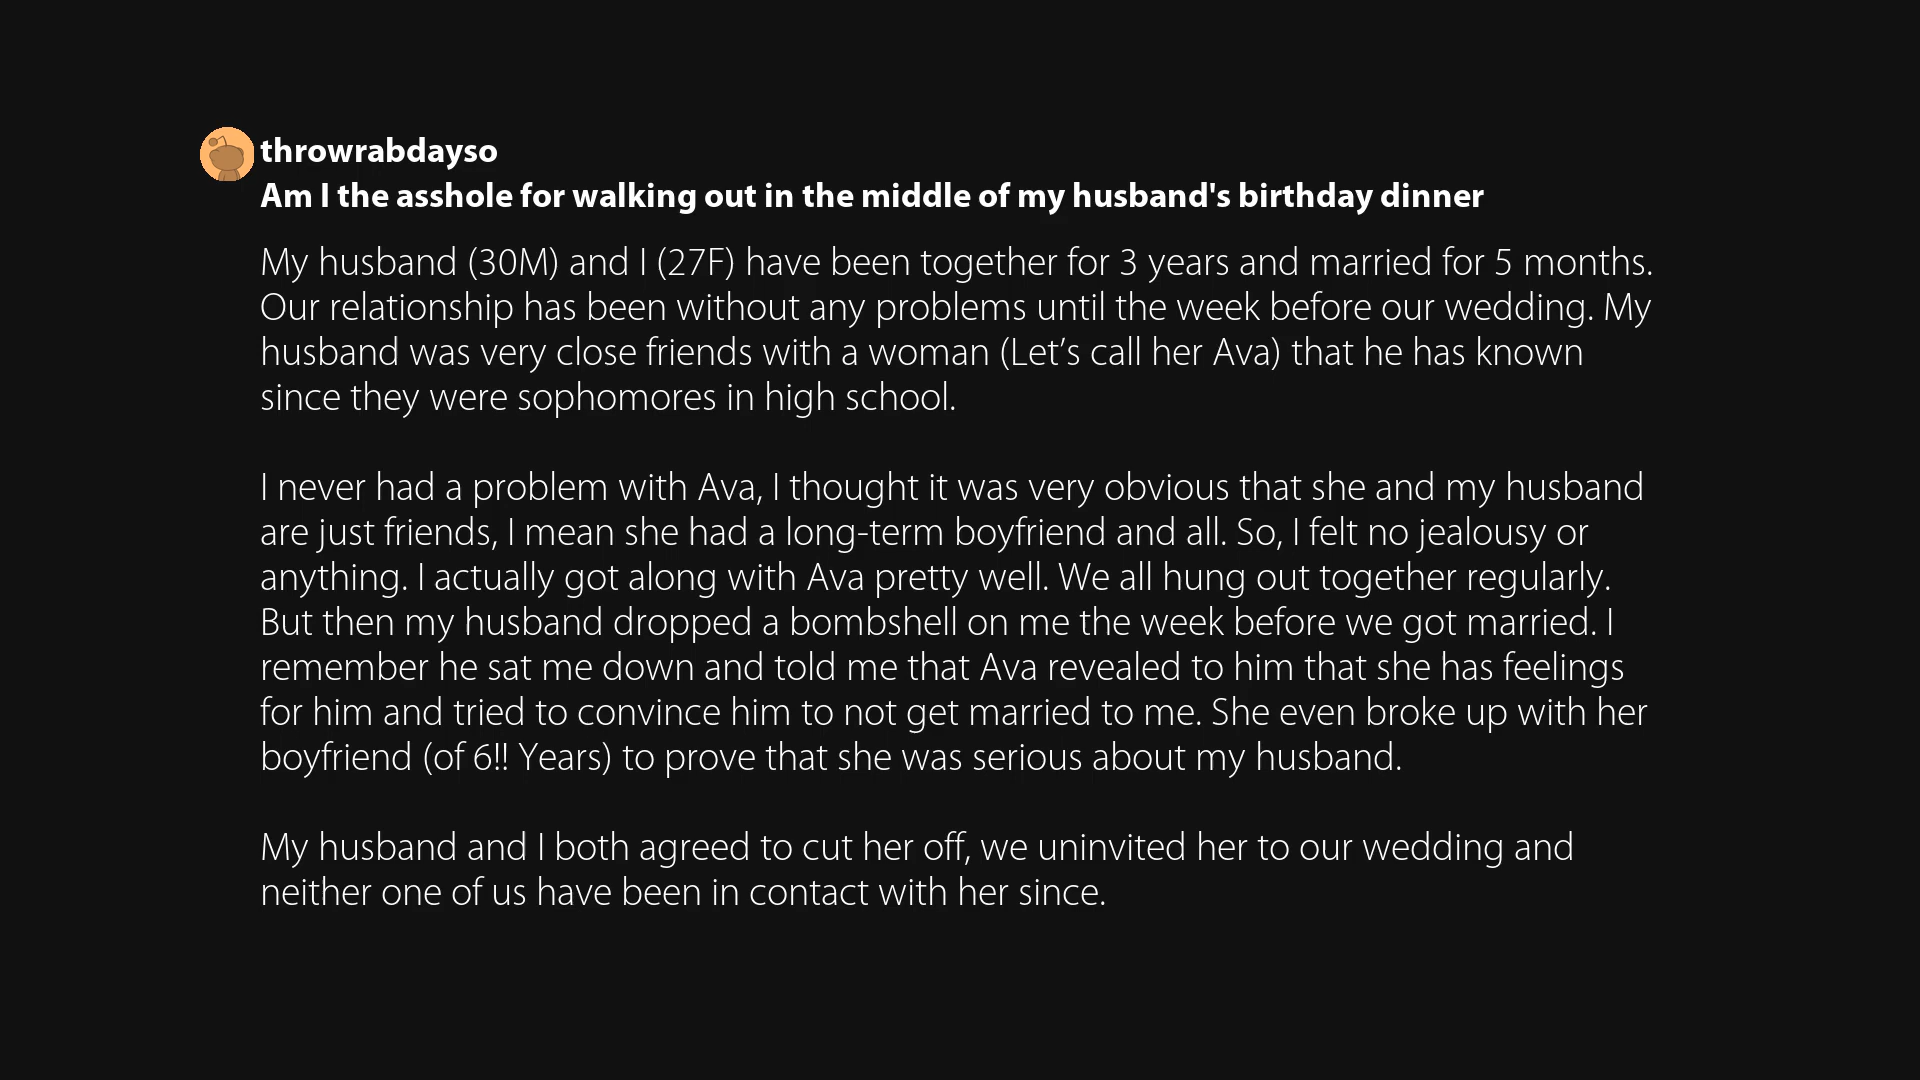 throwrabdayso
Am I the asshole for walking out in the middle of my husband's birthday dinner
My husband (30M) and I (27F) have been together for 3 years and married for 5 months.
Our relationship has been without any problems until the week before our wedding. My
husband was very close friends with a woman (Let’s call her Ava) that he has known
since they were sophomores in high school.
I never had a problem with Ava, I thought it was very obvious that she and my husband
are just friends, I mean she had a long-term boyfriend and all. So, I felt no jealousy or
anything. I actually got along with Ava pretty well. We all hung out together regularly.
But then my husband dropped a bombshell on me the week before we got married. I
remember he sat me down and told me that Ava revealed to him that she has feelings
for him and tried to convince him to not get married to me. She even broke up with her
boyfriend (of 6!! Years) to prove that she was serious about my husband.
My husband and I both agreed to cut her off, we uninvited her to our wedding and
neither one of us have been in contact with her since.